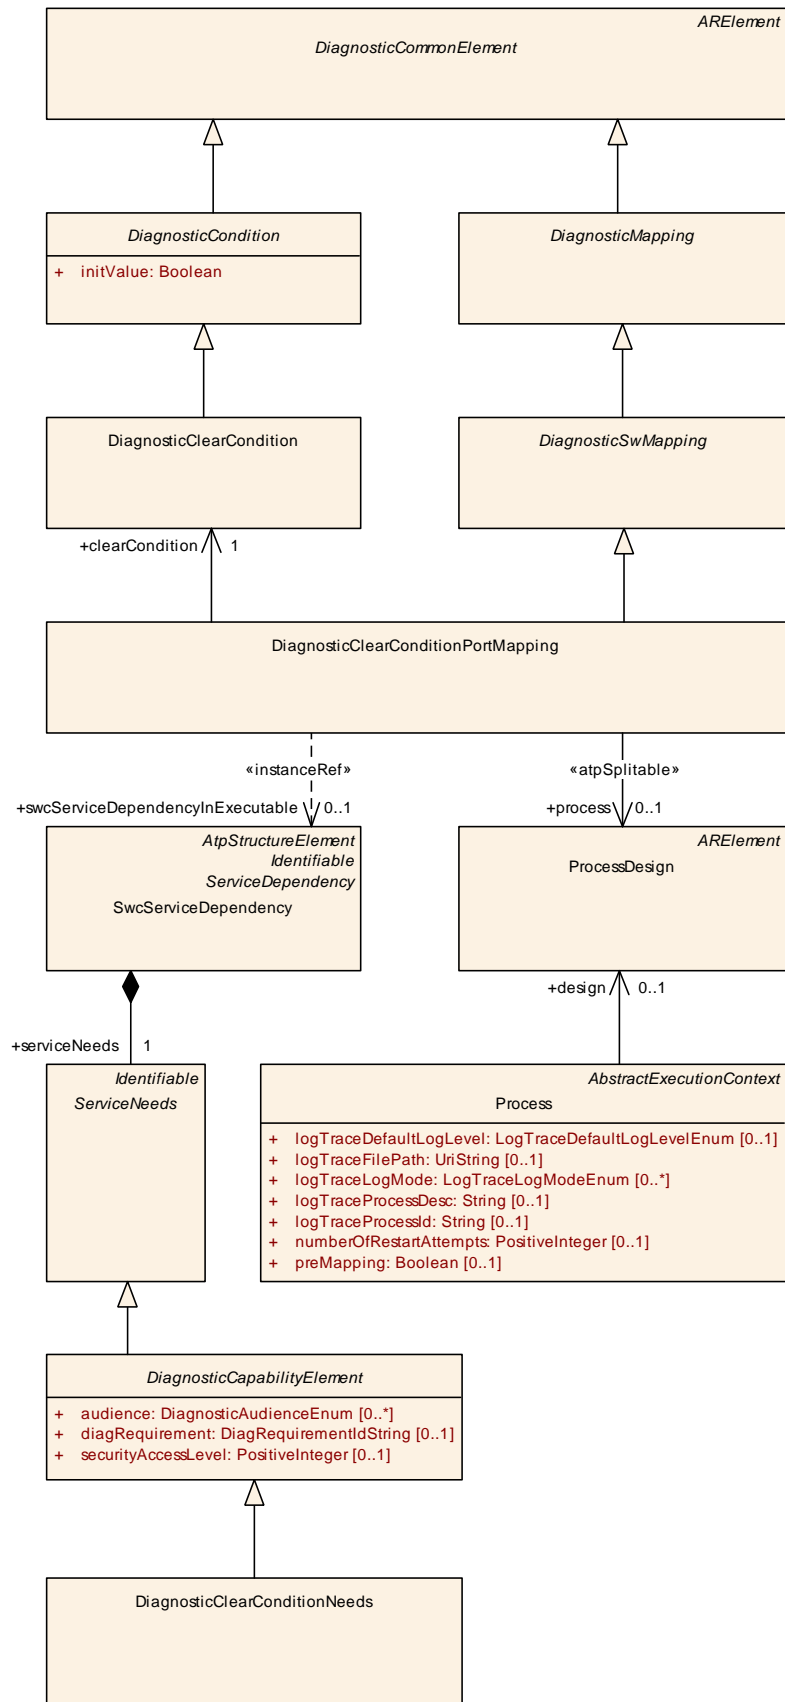 ARElement
DiagnosticCommonElement
DiagnosticCondition
+ initValue: Boolean
DiagnosticMapping
DiagnosticClearCondition
DiagnosticSwMapping
+clearCondition 1
DiagnosticClearConditionPortMapping
«instanceRef»
«atpSplitable»
+swcServiceDependencyInExecutable 0..1
+process 0..1
AtpStructureElement
Identifiable
ServiceDependency
SwcServiceDependency
ARElement
ProcessDesign
+design 0..1
+serviceNeeds 1
Identifiable
ServiceNeeds
AbstractExecutionContext
Process
+ logTraceDefaultLogLevel: LogTraceDefaultLogLevelEnum [0..1]
+ logTraceFilePath: UriString [0..1]
+ logTraceLogMode: LogTraceLogModeEnum [0..*]
+ logTraceProcessDesc: String [0..1]
+ logTraceProcessId: String [0..1]
+ numberOfRestartAttempts: PositiveInteger [0..1]
+ preMapping: Boolean [0..1]
DiagnosticCapabilityElement
+ audience: DiagnosticAudienceEnum [0..*]
+ diagRequirement: DiagRequirementIdString [0..1]
+ securityAccessLevel: PositiveInteger [0..1]
DiagnosticClearConditionNeeds